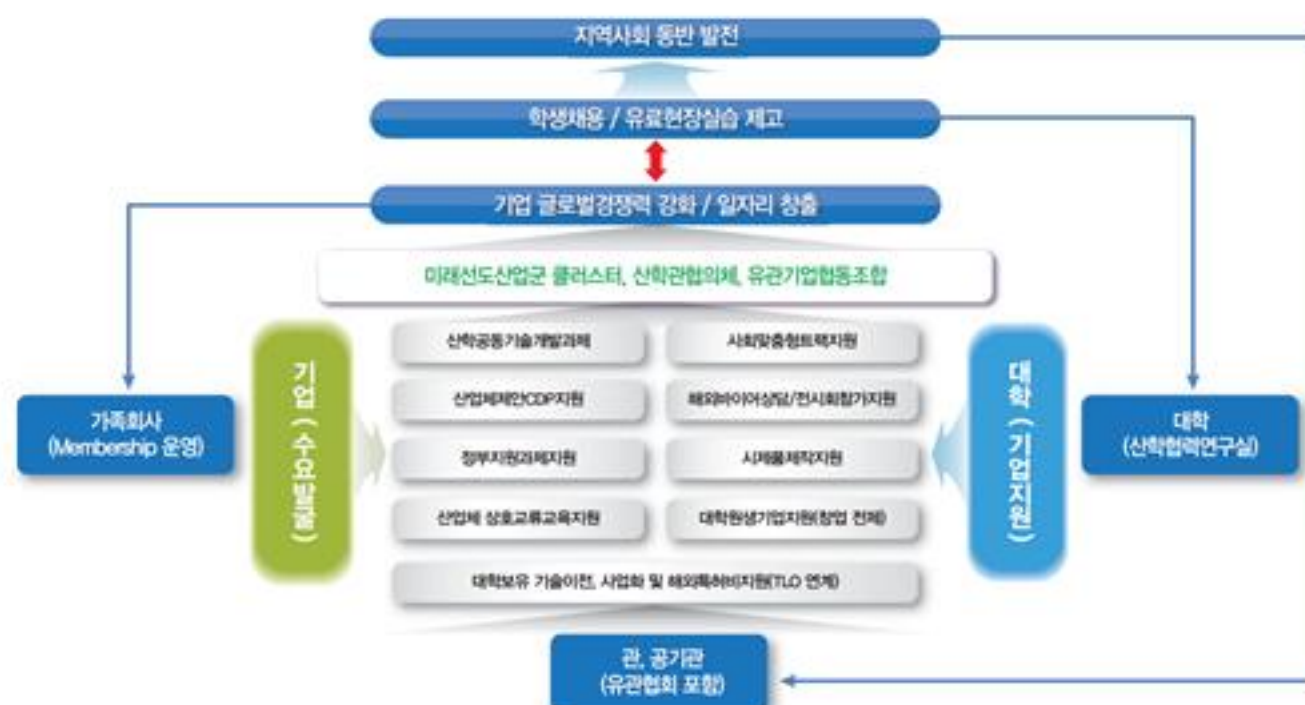 지역사회 동반 발전
학생채용 / 유료현장실습 제고
기업 글로벌경쟁력 강화 / 일자리 창출
미래선도산업군 클러스터, 산학관협의체, 유관기업협동조합
기업(수요발굴)
산학공동기술개발과제
사회맞춤형트랙지원
산업체제안CDP지원
해외바이어상담/전시회참가지원
정부지원과제지원
시제품제작지원
산업체 상호교류교육지원
대학원생기업지원(창업 전제)
대학보유 기술이전, 사업화 및 해외특허비지원(TLO 연계)
대학(기업지원)
가족회사
(Membership 운영)
대학
(산학협력연구실)
관, 공기관
(유관협회 포함)